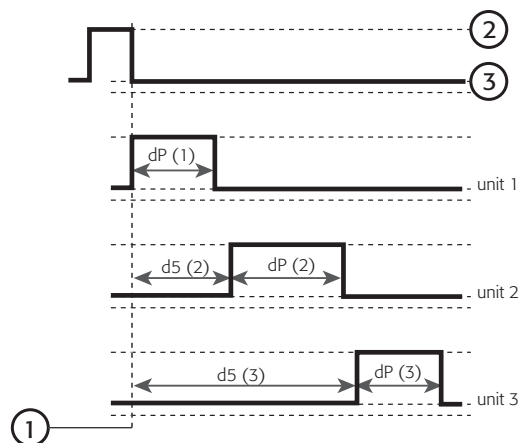 2
3
dP (1)
unit 1
d5 (2)
dP (2)
unit 2
d5 (3)
dP (3)
unit 3
1